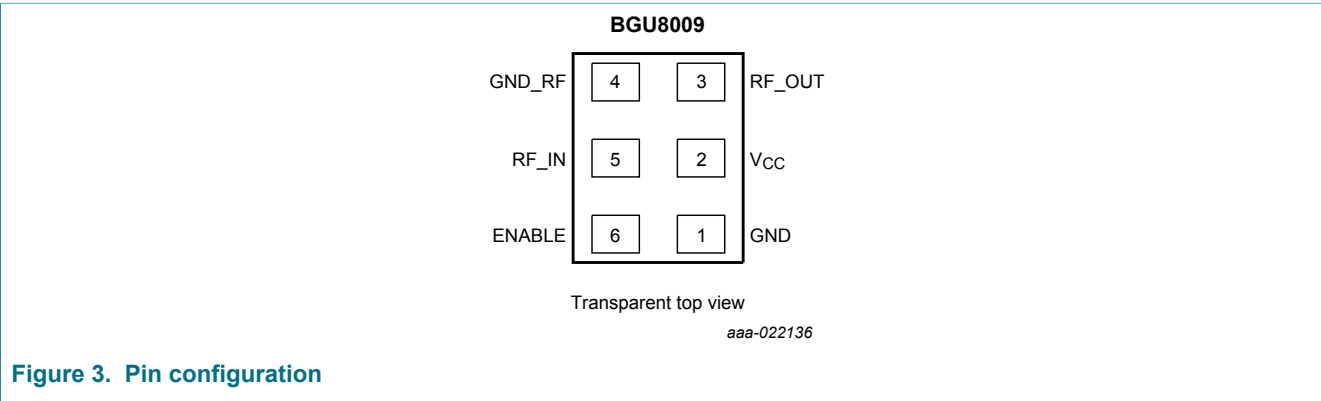 BGU8009
GND_RF 4 3 RF_OUT
RF_IN 5 2 VCC
ENABLE 6 1 GND
Transparent top view
aaa-022136
Figure 3. Pin configuration